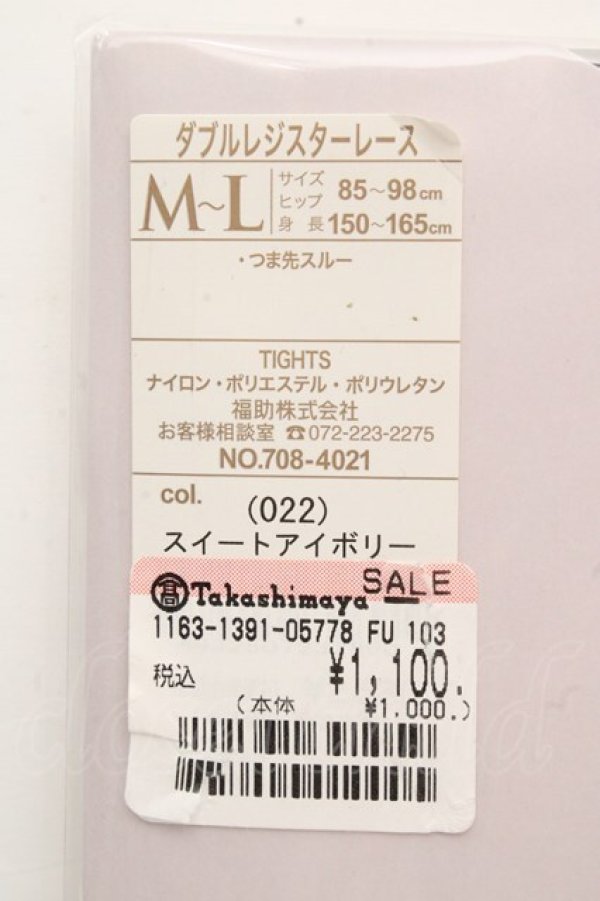 ダブルレジスターレース
M~L
サイズ
ヒップ 85~98cm
身長 150~165cm
・つま先スルー
TIGHTS
ナイロン・ポリエステル・ポリウレタン
福助株式会社
お客様相談室 ☎072-223-2275
NO.708-4021
col. (022)
スイートアイボリー
SALE
髙 Takashimaya
1163-1391-05778 FU 103
税込 ¥1,100.
(本体 ¥1,000.)